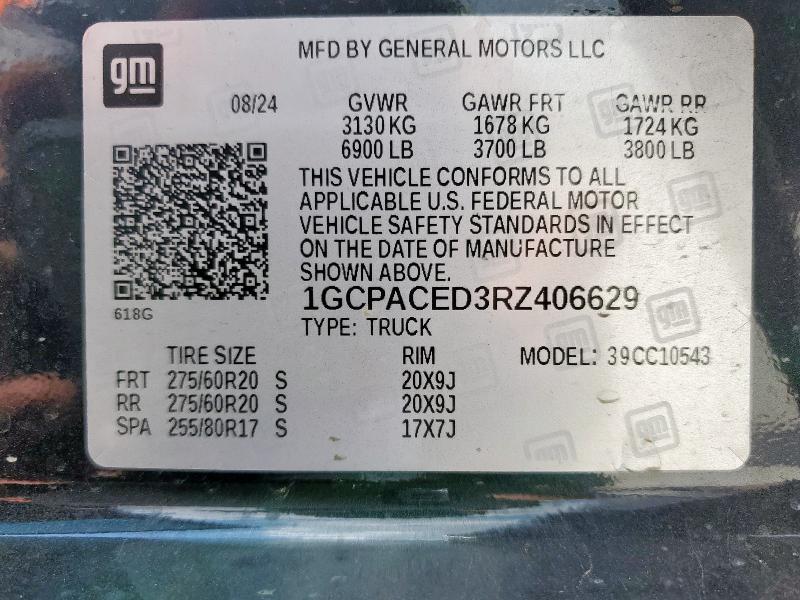 gm
MFD BY GENERAL MOTORS LLC
08/24 GVWR GAWR FRT GAWR RR
3130 KG 1678 KG 1724 KG
6900 LB 3700 LB 3800 LB
THIS VEHICLE CONFORMS TO ALL
APPLICABLE U.S. FEDERAL MOTOR
VEHICLE SAFETY STANDARDS IN EFFECT
ON THE DATE OF MANUFACTURE
SHOWN ABOVE.
618G
1GCPACED3RZ406629
TYPE: TRUCK
TIRE SIZE RIM MODEL: 39CC10543
FRT 275/60R20 S 20X9J
RR 275/60R20 S 20X9J
SPA 255/80R17 S 17X7J